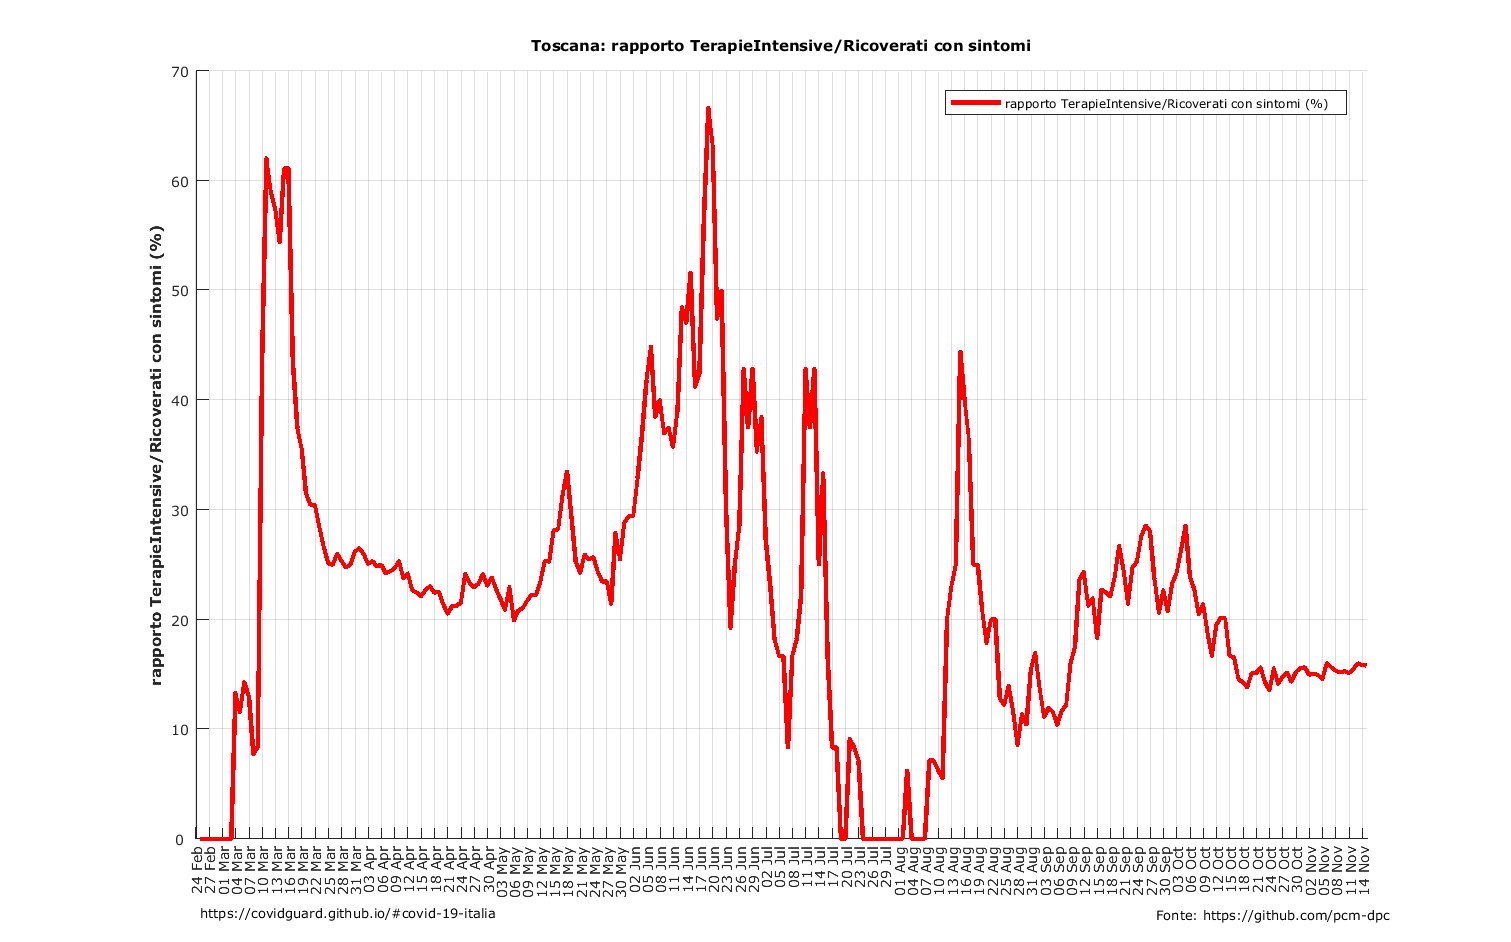 Toscana: rapporto TerapieIntensive/Ricoverati con sintomi
rapporto TerapieIntensive/Ricoverati con sintomi (%)
rapporto TerapieIntensive/Ricoverati con sintomi (%)
70
60
50
40
30
20
10
0
24 Feb
27 Feb
01 Mar
04 Mar
07 Mar
10 Mar
13 Mar
16 Mar
19 Mar
22 Mar
25 Mar
28 Mar
31 Mar
03 Apr
06 Apr
09 Apr
12 Apr
15 Apr
18 Apr
21 Apr
24 Apr
27 Apr
30 Apr
03 May
06 May
09 May
12 May
15 May
18 May
21 May
24 May
27 May
30 May
02 Jun
05 Jun
08 Jun
11 Jun
14 Jun
17 Jun
20 Jun
23 Jun
26 Jun
29 Jun
02 Jul
05 Jul
08 Jul
11 Jul
14 Jul
17 Jul
20 Jul
23 Jul
26 Jul
29 Jul
01 Aug
04 Aug
07 Aug
10 Aug
13 Aug
16 Aug
19 Aug
22 Aug
25 Aug
28 Aug
31 Aug
03 Sep
06 Sep
09 Sep
12 Sep
15 Sep
18 Sep
21 Sep
24 Sep
27 Sep
30 Sep
03 Oct
06 Oct
09 Oct
12 Oct
15 Oct
18 Oct
21 Oct
24 Oct
27 Oct
30 Oct
02 Nov
05 Nov
08 Nov
11 Nov
14 Nov
https://covidguard.github.io/#covid-19-italia
Fonte: https://github.com/pcm-dpc